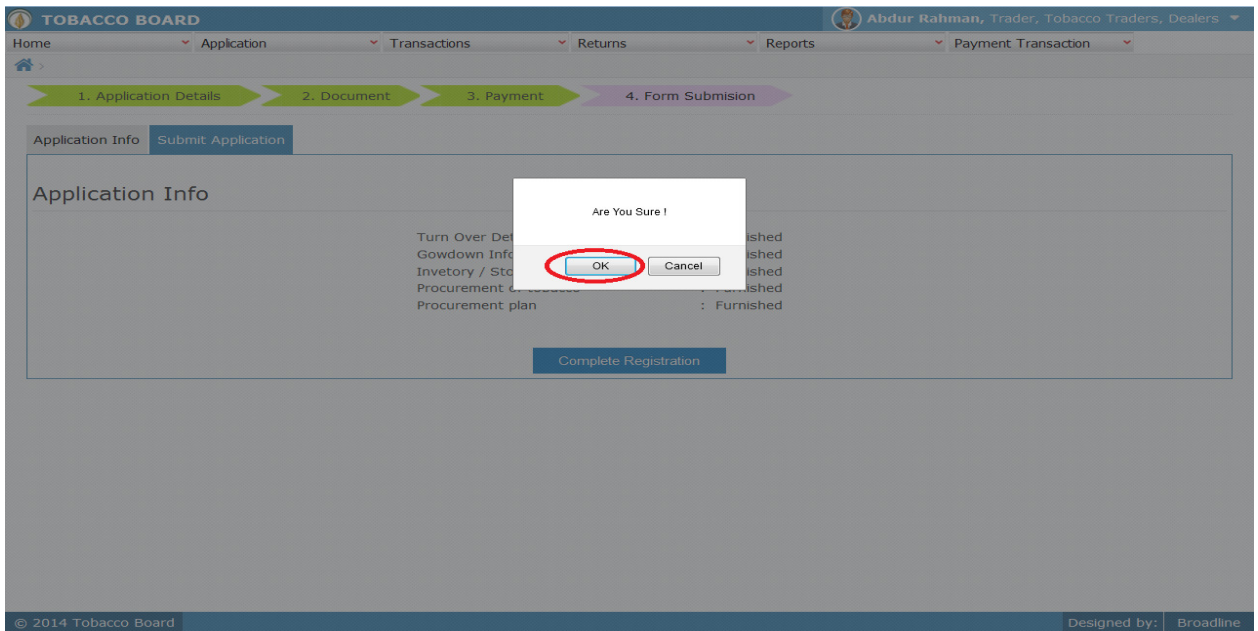 TOBACCO BOARD
Abdur Rahman, Trader, Tobacco Traders, Dealers
Home Application Transactions Returns Reports Payment Transaction
1. Application Details 2. Document 3. Payment 4. Form Submision
Application Info Submit Application
Application Info
Are You Sure !
OK Cancel
Turn Over Det ished
Gowdown Info ished
Invetory / Sto ished
Procurement : Furnished
Procurement plan : Furnished
Complete Registration
© 2014 Tobacco Board
Designed by: Broadline